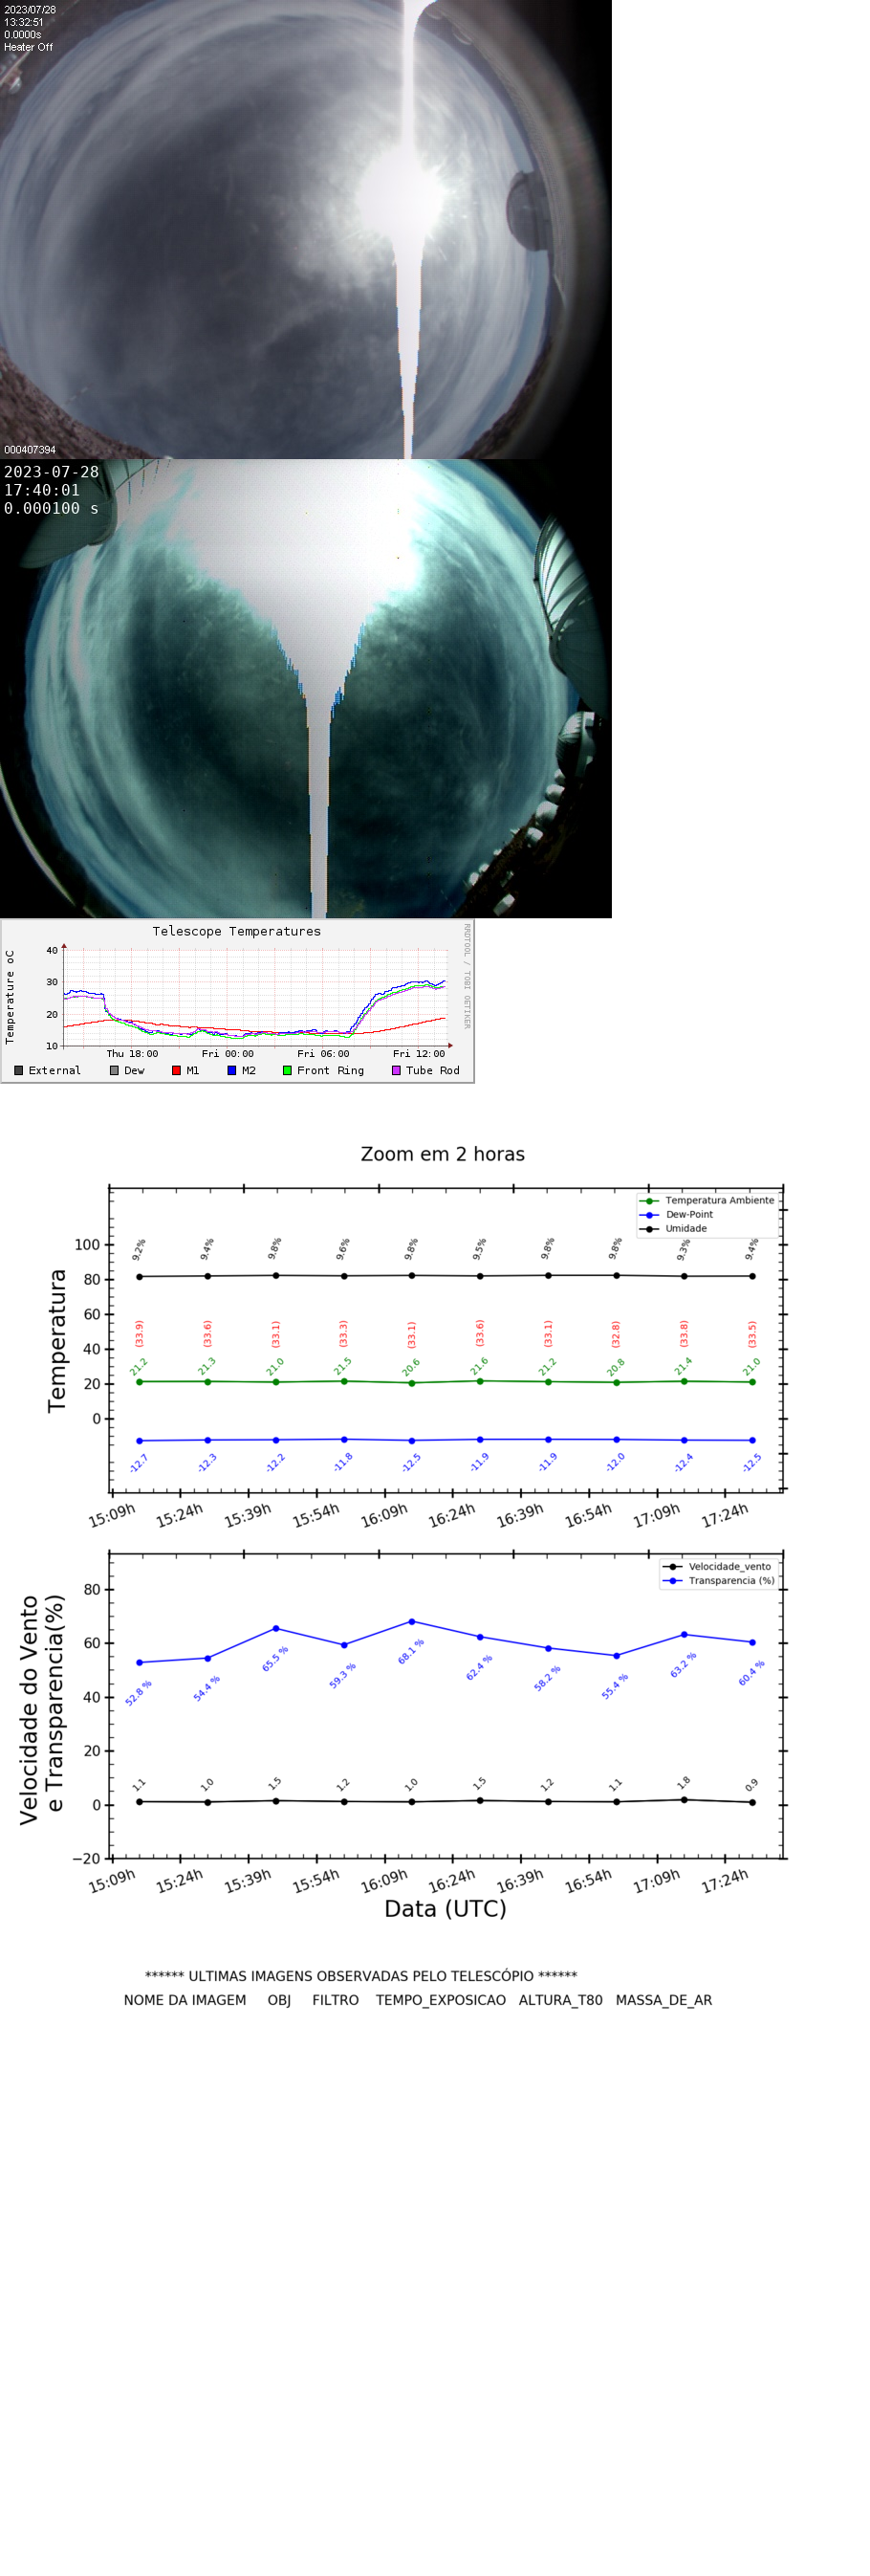 2023/07/28
13:32:51
0.0000s
Heater Off
000407394
2023-07-28
17:40:01
0.000100 s
Telescope Temperatures
RRDTOOL / TOBI OETIKER
Temperature oC
40
30
20
10
Thu 18:00 Fri 00:00 Fri 06:00 Fri 12:00
External Dew M1 M2 Front Ring Tube Rod
Zoom em 2 horas
Temperatura Ambiente
Dew-Point
Umidade
Temperatura
100
80
60
40
20
0
9.2% 9.4% 9.8% 9.6% 9.8% 9.5% 9.8% 9.8% 9.3% 9.4%
(33.9) (33.6) (33.1) (33.3) (33.1) (33.6) (33.1) (32.8) (33.8) (33.5)
21.2 21.3 21.0 21.5 20.6 21.6 21.2 20.8 21.4 21.0
-12.7 -12.3 -12.2 -11.8 -12.5 -11.9 -11.9 -12.0 -12.4 -12.5
15:09h 15:24h 15:39h 15:54h 16:09h 16:24h 16:39h 16:54h 17:09h 17:24h
Velocidade_vento
Transparencia (%)
Velocidade do Vento
e Transparencia(%)
80
60
40
20
0
−20
52.8 % 54.4 % 65.5 % 59.3 % 68.1 % 62.4 % 58.2 % 55.4 % 63.2 % 60.4 %
1.1 1.0 1.5 1.2 1.0 1.5 1.2 1.1 1.8 0.9
15:09h 15:24h 15:39h 15:54h 16:09h 16:24h 16:39h 16:54h 17:09h 17:24h
Data (UTC)
****** ULTIMAS IMAGENS OBSERVADAS PELO TELESCÓPIO ******
NOME DA IMAGEM OBJ FILTRO TEMPO_EXPOSICAO ALTURA_T80 MASSA_DE_AR